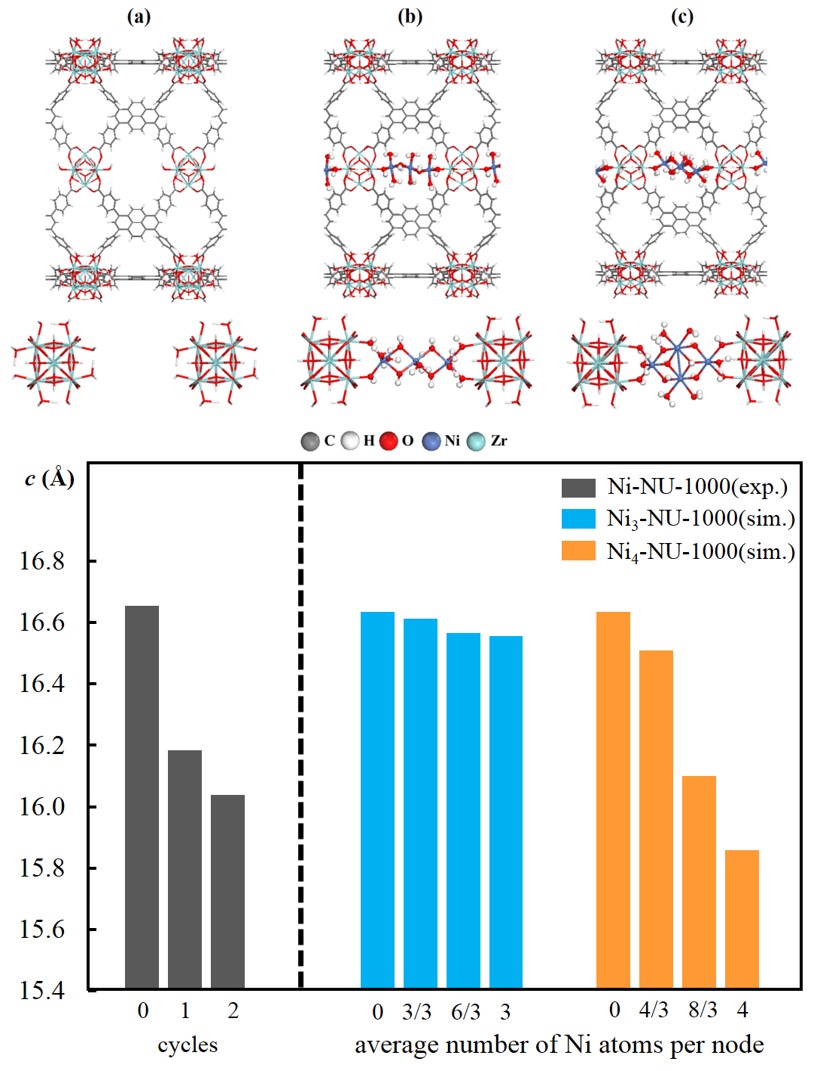 (a) (b) (c)
C H O Ni Zr
c (Å)
Ni-NU-1000(exp.)
Ni3-NU-1000(sim.)
Ni4-NU-1000(sim.)
16.8
16.6
16.4
16.2
16.0
15.8
15.6
15.4
0 1 2 0 3/3 6/3 3 0 4/3 8/3 4
cycles average number of Ni atoms per node